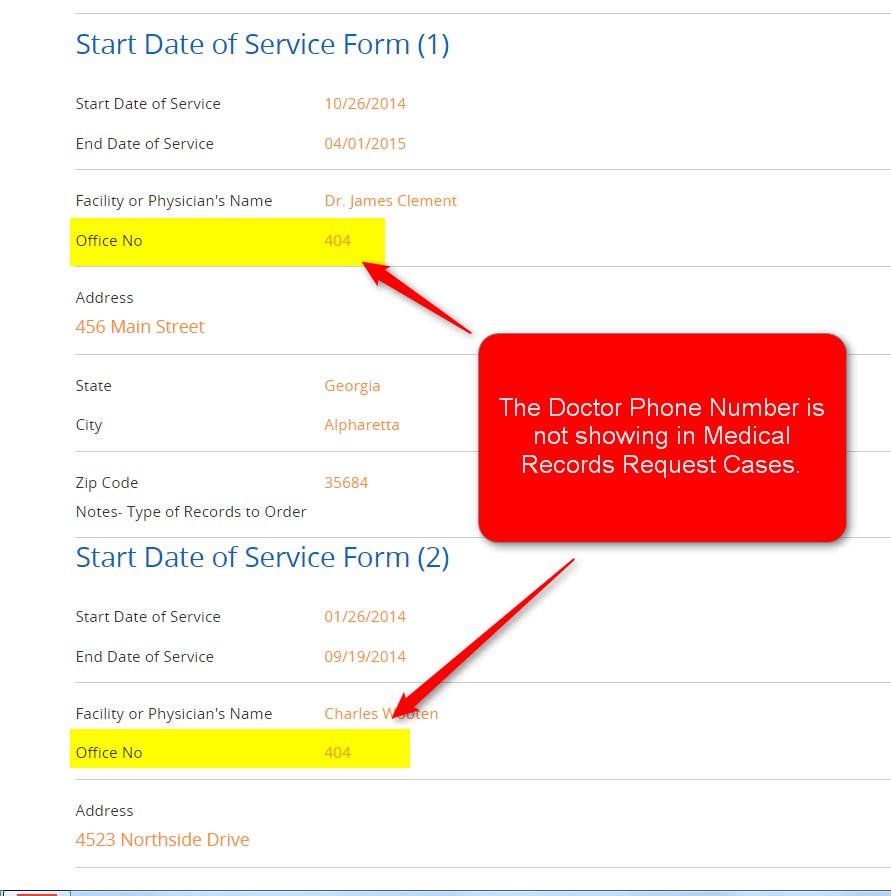 Start Date of Service Form (1)
Start Date of Service 10/26/2014
End Date of Service 04/01/2015
Facility or Physician's Name Dr. James Clement
Office No 404
Address
456 Main Street
State Georgia
City Alpharetta
Zip Code 35684
Notes- Type of Records to Order
The Doctor Phone Number is
not showing in Medical
Records Request Cases.
Start Date of Service Form (2)
Start Date of Service 01/26/2014
End Date of Service 09/19/2014
Facility or Physician's Name Charles Wooten
Office No 404
Address
4523 Northside Drive